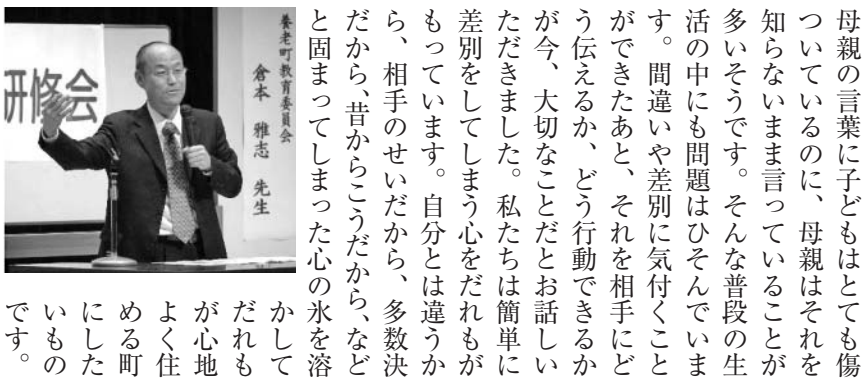 母親の言葉に子どもはとても傷
ついているのに、母親はそれを
知らないまま言っていることが
多いそうです。そんな普段の生
活の中にも問題はひそんでいま
す。間違いや差別に気付くこと
ができたあと、それを相手にど
う伝えるか、どう行動できるか
が今、大切なことだとお話しい
ただきました。私たちは簡単に
差別をしてしまう心をだれもが
もっています。自分とは違うか
ら、相手のせいだから、多数決
だから、昔からこうだから、など
と固まってしまった心の氷を溶
かして
だれも
が心地
よく住
める町
にした
いもの
です。
養老町教育委員会
倉本 雅志 先生
研修会